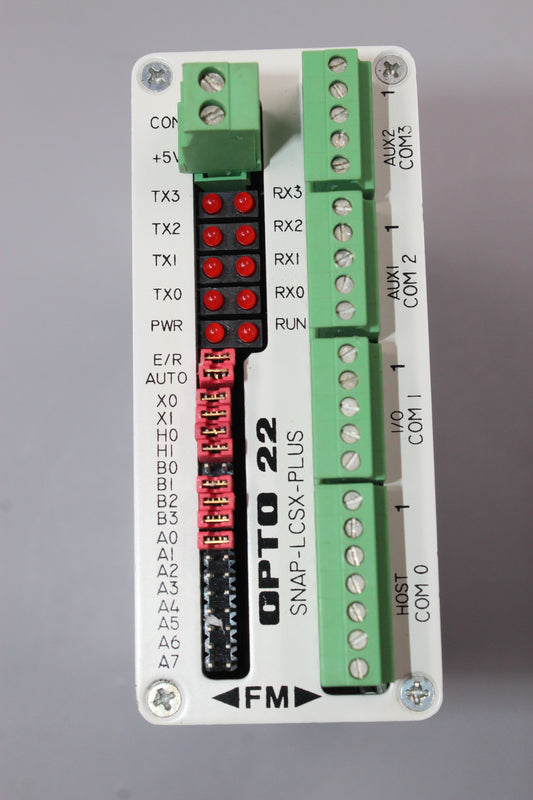 COM
+5V
TX3 RX3
TX2 RX2
TX1 RX1
TX0 RX0
PWR RUN
E/R
AUTO
X0
X1
H0
H1
B0
B1
B2
B3
A0
A1
A2
A3
A4
A5
A6
A7
OPTO 22
SNAP-LCSX-PLUS
FM
1
AUX2
COM3
1
AUX1
COM 2
1
I/O
COM 1
1
HOST
COM 0